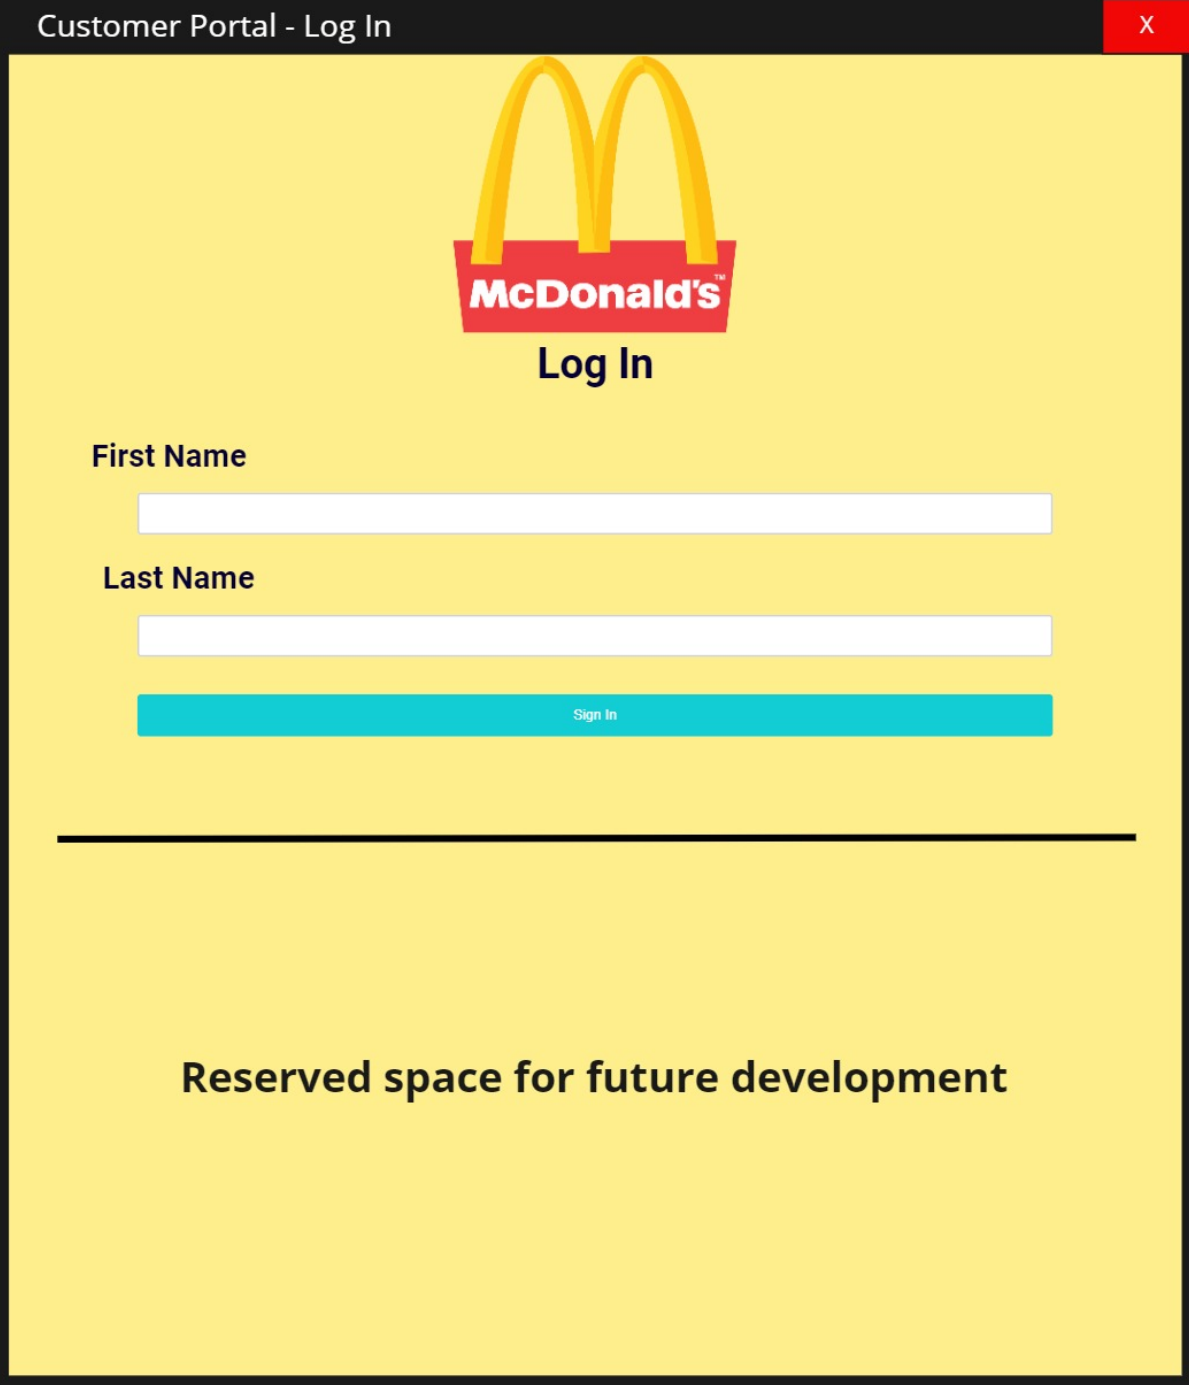 Customer Portal - Log In
X
McDonald's™
Log In
First Name
Last Name
Sign In
Reserved space for future development